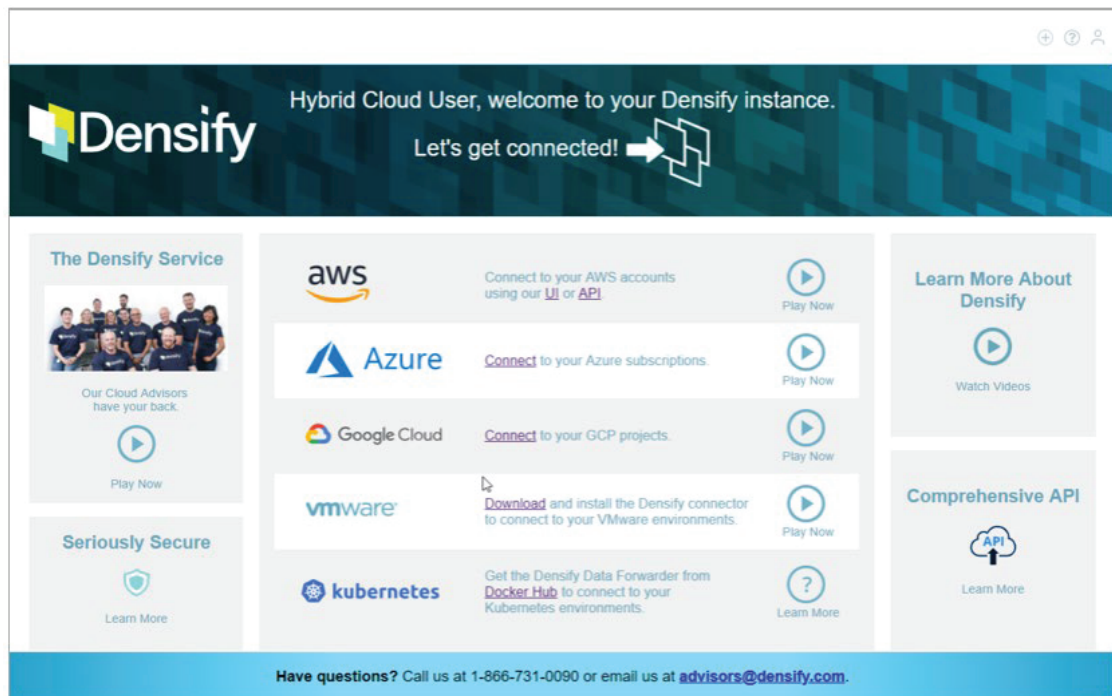 Densify
Hybrid Cloud User, welcome to your Densify instance.
Let's get connected!
The Densify Service
Our Cloud Advisors
have your back.
Play Now
Seriously Secure
Learn More
aws
Connect to your AWS accounts
using our UI or API.
Play Now
Azure
Connect to your Azure subscriptions.
Play Now
Google Cloud
Connect to your GCP projects.
Play Now
vmware
Download and install the Densify connector
to connect to your VMware environments.
Play Now
kubernetes
Get the Densify Data Forwarder from
Docker Hub to connect to your
Kubernetes environments.
?
Learn More
Learn More About
Densify
Watch Videos
Comprehensive API
API
Learn More
Have questions? Call us at 1-866-731-0090 or email us at advisors@densify.com.